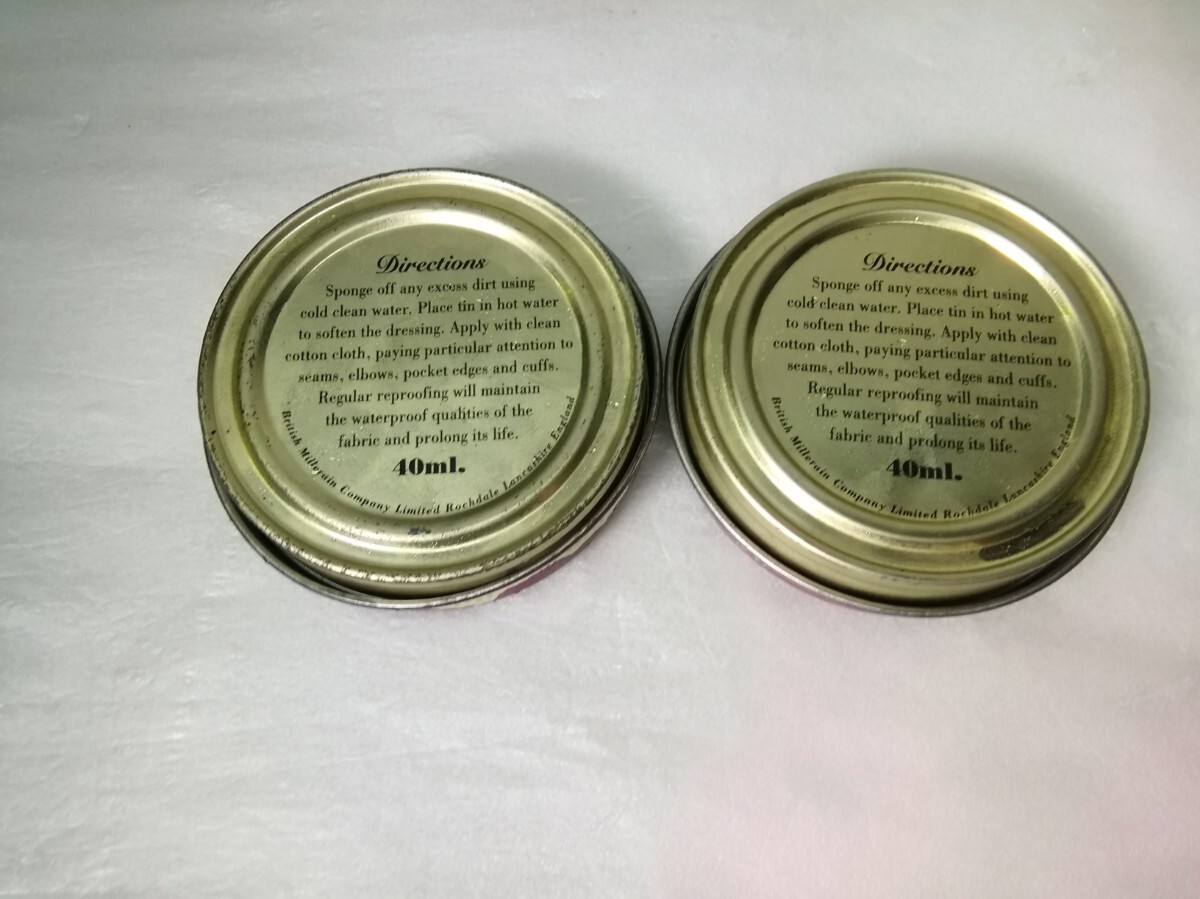 Directions
Sponge off any excess dirt using
cold clean water. Place tin in hot water
to soften the dressing. Apply with clean
cotton cloth, paying particular attention to
seams, elbows, pocket edges and cuffs.
Regular reproofing will maintain
the waterproof qualities of the
fabric and prolong its life.
40ml.
British Millerain Company Limited Rochdale Lancashire England
Directions
Sponge off any excess dirt using
cold clean water. Place tin in hot water
to soften the dressing. Apply with clean
cotton cloth, paying particular attention to
seams, elbows, pocket edges and cuffs.
Regular reproofing will maintain
the waterproof qualities of the
fabric and prolong its life.
40ml.
British Millerain Company Limited Rochdale Lancashire England